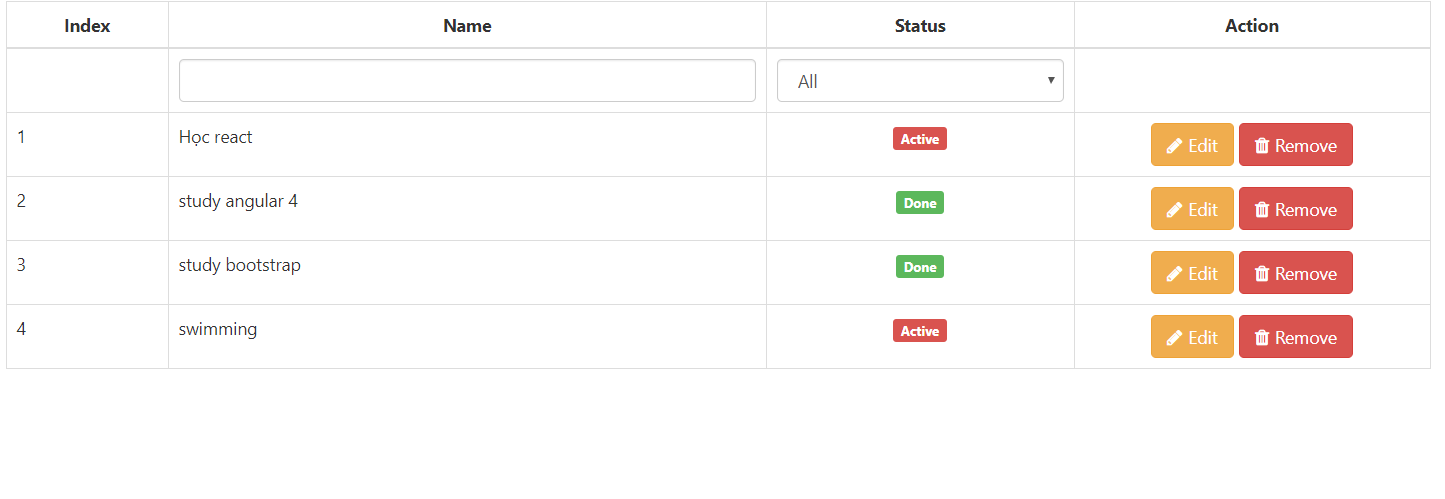 Index Name Status Action
All
1 Học react Active Edit Remove
2 study angular 4 Done Edit Remove
3 study bootstrap Done Edit Remove
4 swimming Active Edit Remove